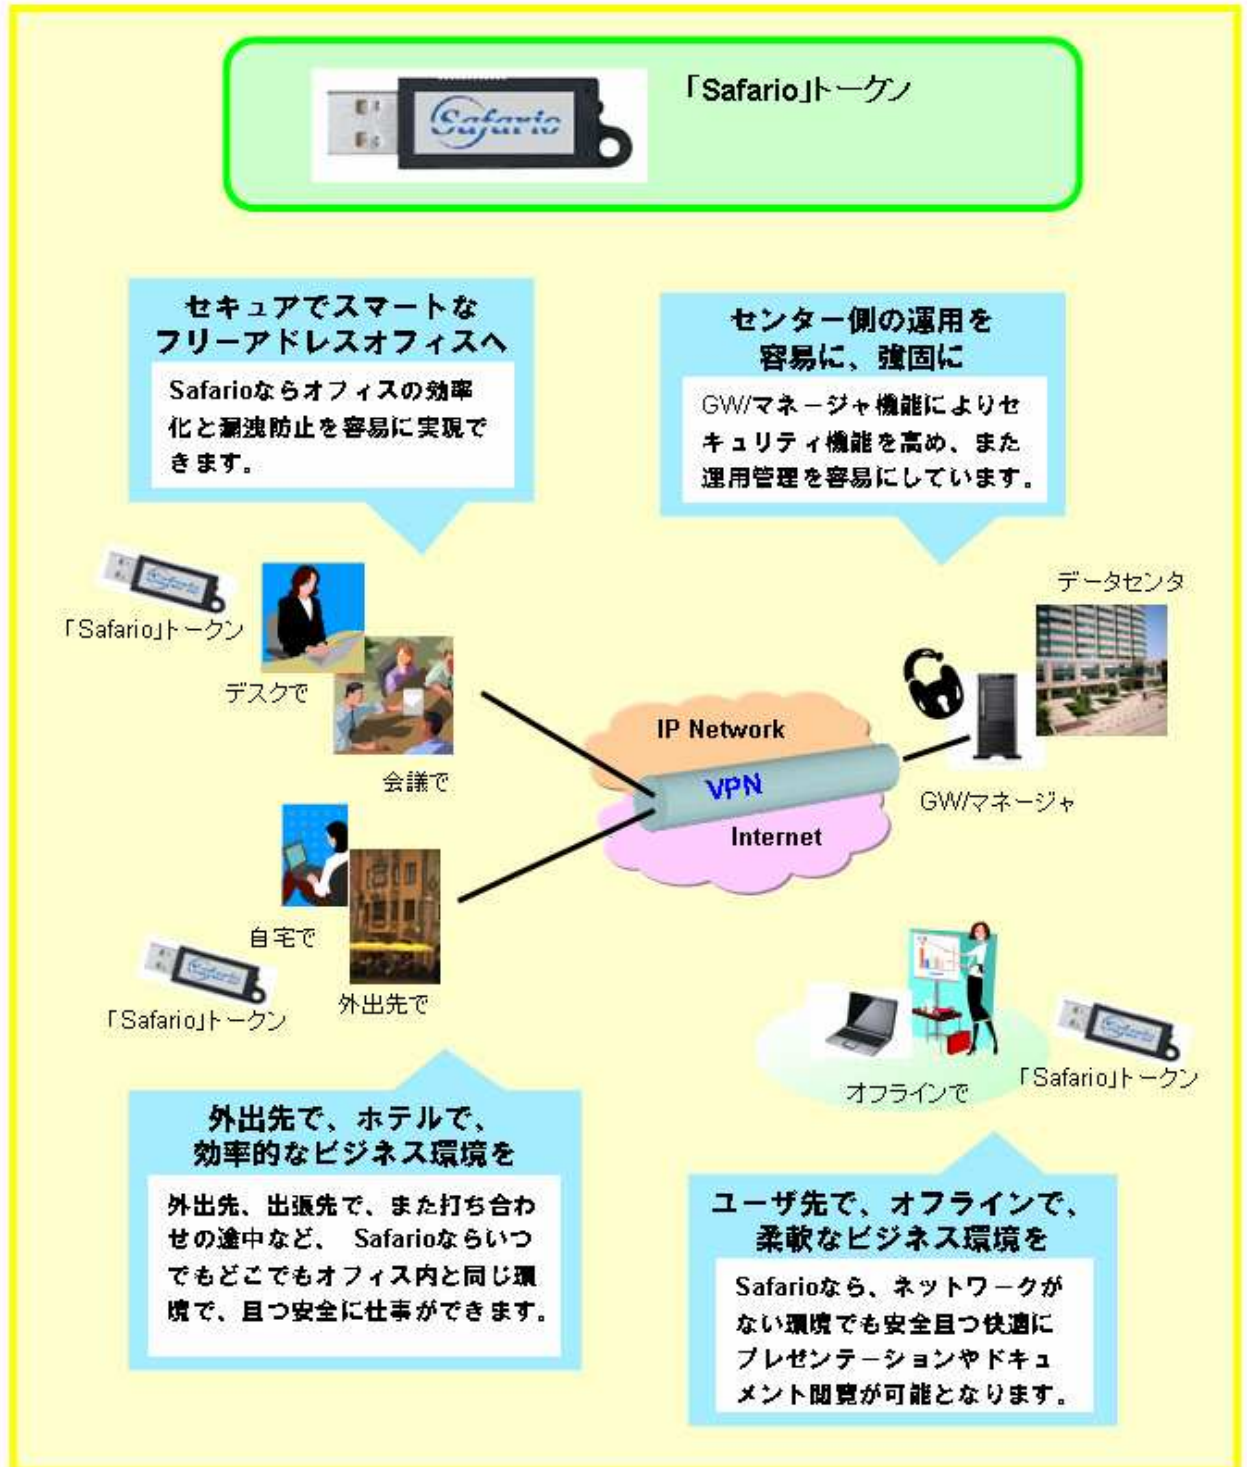 Safario
「Safario」トークン
セキュアでスマートな
フリーアドレスオフィスへ
Safarioならオフィスの効率
化と漏洩防止を容易に実現で
きます。
センター側の運用を
容易に、強固に
GW/マネージャ機能によりセ
キュリティ機能を高め、また
運用管理を容易にしています。
Safario
「Safario」トークン
デスクで
会議で
データセンタ
IP Network
VPN
Internet
GW/マネージャ
自宅で
外出先で
Safario
「Safario」トークン
オフラインで
Safario
「Safario」トークン
外出先で、ホテルで、
効率的なビジネス環境を
外出先、出張先で、また打ち合わ
せの途中など、 Safarioならいつ
でもどこでもオフィス内と同じ環
境で、且つ安全に仕事ができます。
ユーザ先で、オフラインで、
柔軟なビジネス環境を
Safarioなら、ネットワークが
ない環境でも安全且つ快適に
プレゼンテーションやドキュ
メント閲覧が可能となります。